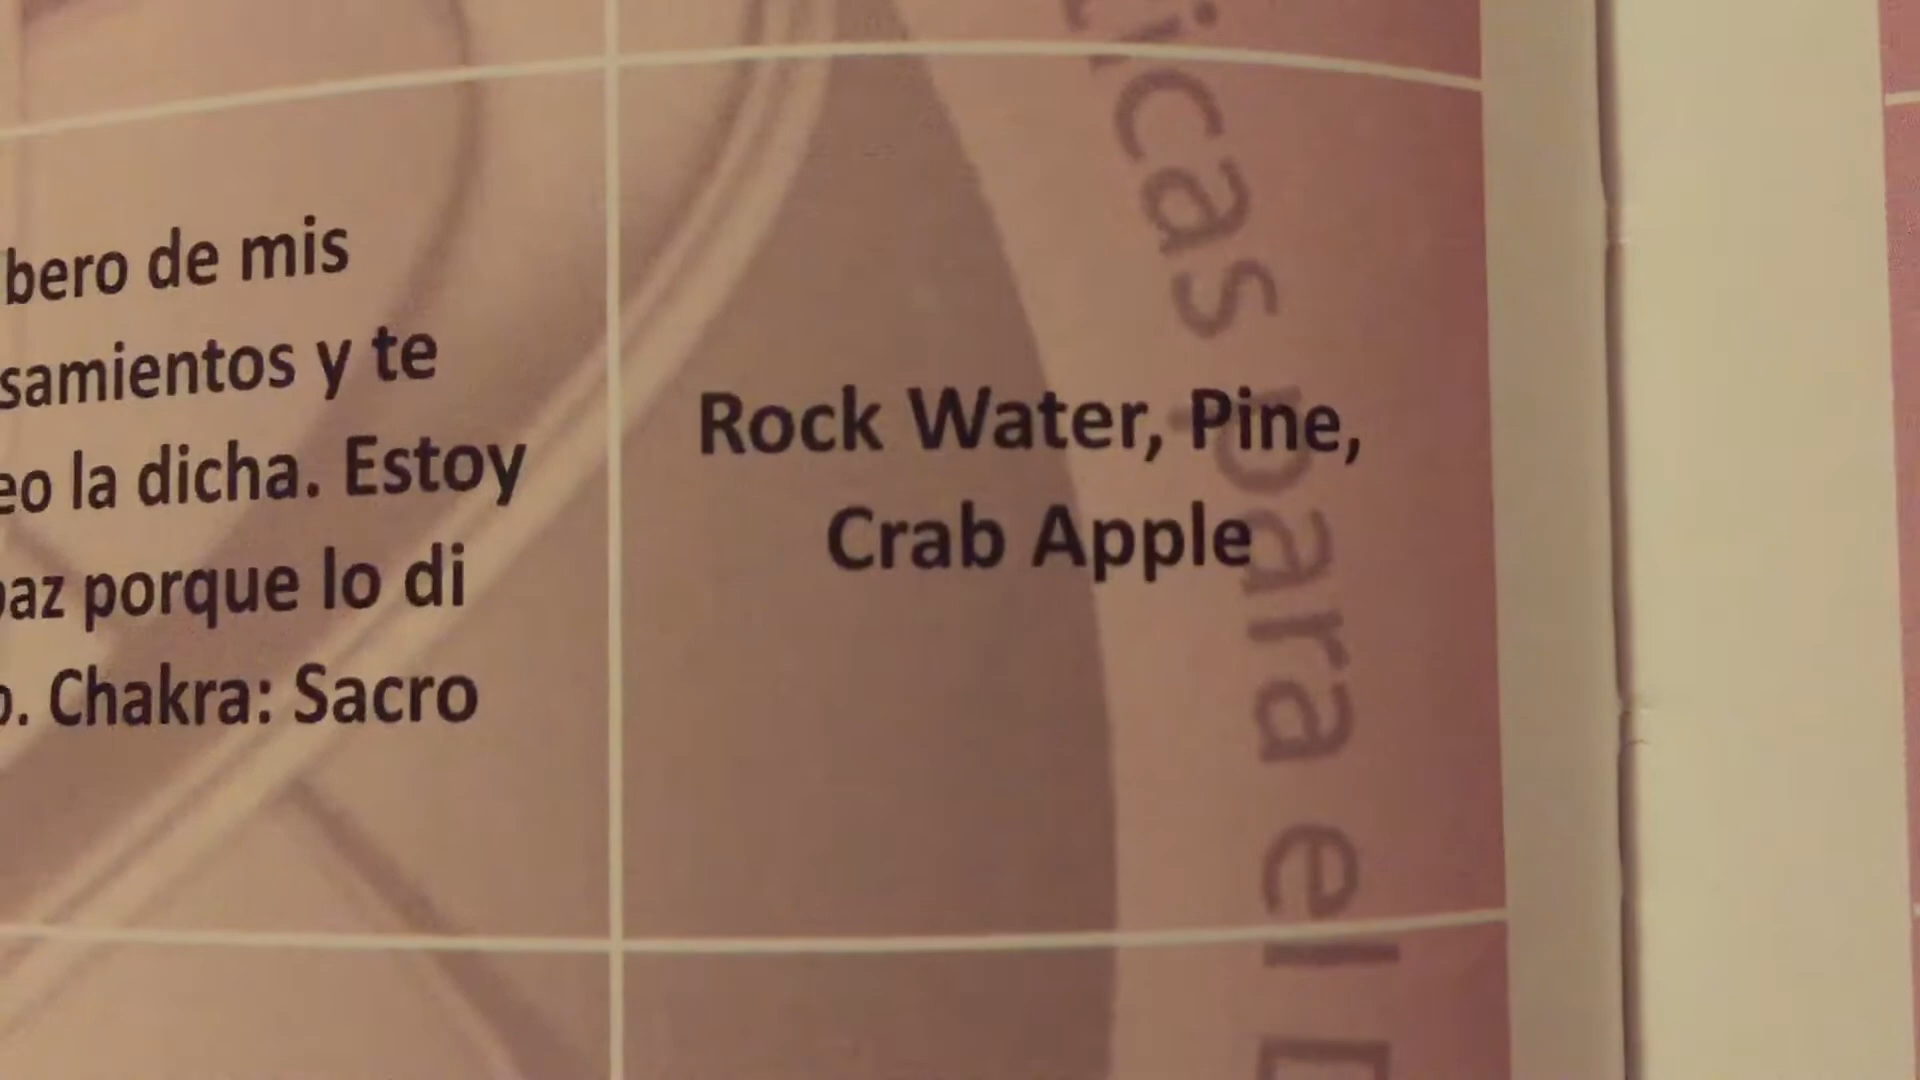 bero de mis
samientos y te
eo la dicha. Estoy
paz porque lo di
o. Chakra: Sacro
Rock Water, Pine,
Crab Apple
icas para el